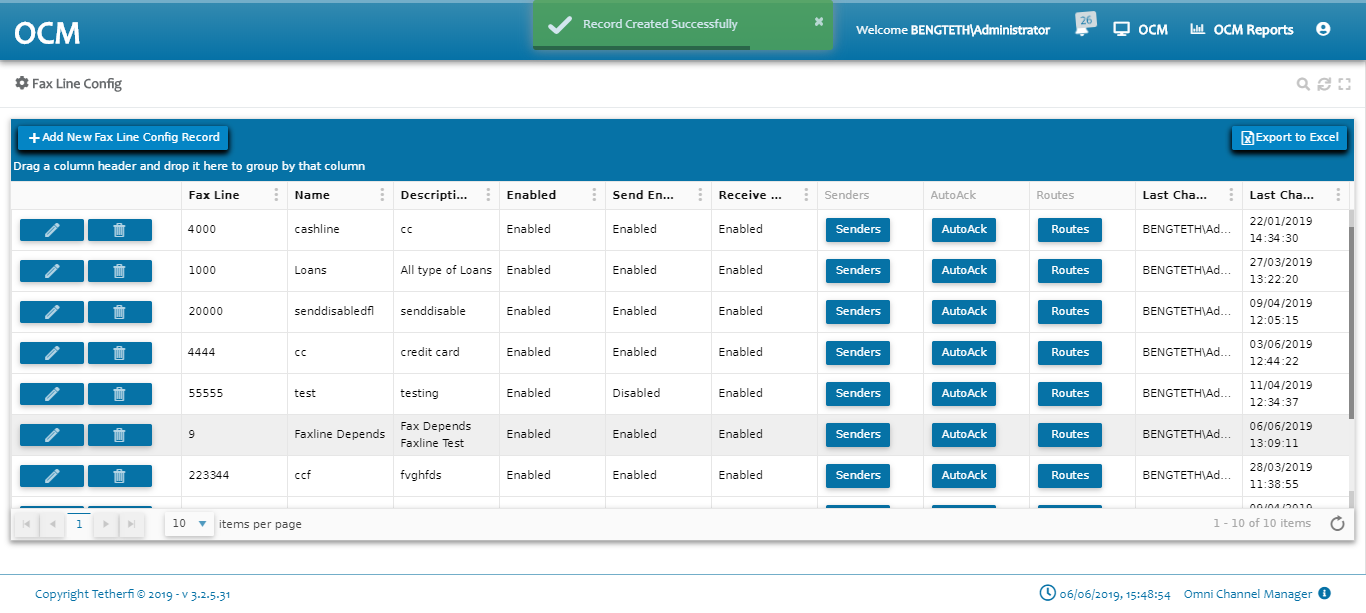 OCM
Record Created Successfully
Welcome BENGTETH\Administrator
26
OCM
OCM Reports
Fax Line Config
Add New Fax Line Config Record
Export to Excel
Drag a column header and drop it here to group by that column
Fax Line Name Descripti... Enabled Send En... Receive ... Senders AutoAck Routes Last Cha... Last Cha...
4000 cashline cc Enabled Enabled Enabled Senders AutoAck Routes BENGTETH\Ad... 22/01/2019
14:34:30
1000 Loans All type of Loans Enabled Enabled Enabled Senders AutoAck Routes BENGTETH\Ad... 27/03/2019
13:22:20
20000 senddisabledfl senddisable Enabled Enabled Enabled Senders AutoAck Routes BENGTETH\Ad... 09/04/2019
12:05:15
4444 cc credit card Enabled Enabled Enabled Senders AutoAck Routes BENGTETH\Ad... 03/06/2019
12:44:22
55555 test testing Enabled Disabled Enabled Senders AutoAck Routes BENGTETH\Ad... 11/04/2019
12:34:37
9 Faxline Depends Fax Depends
Faxline Test Enabled Enabled Enabled Senders AutoAck Routes BENGTETH\Ad... 06/06/2019
13:09:11
223344 ccf fvghfds Enabled Enabled Enabled Senders AutoAck Routes BENGTETH\Ad... 28/03/2019
11:38:55
1 10 items per page 1 - 10 of 10 items
Copyright Tetherfi © 2019 - v 3.2.5.31 06/06/2019, 15:48:54 Omni Channel Manager